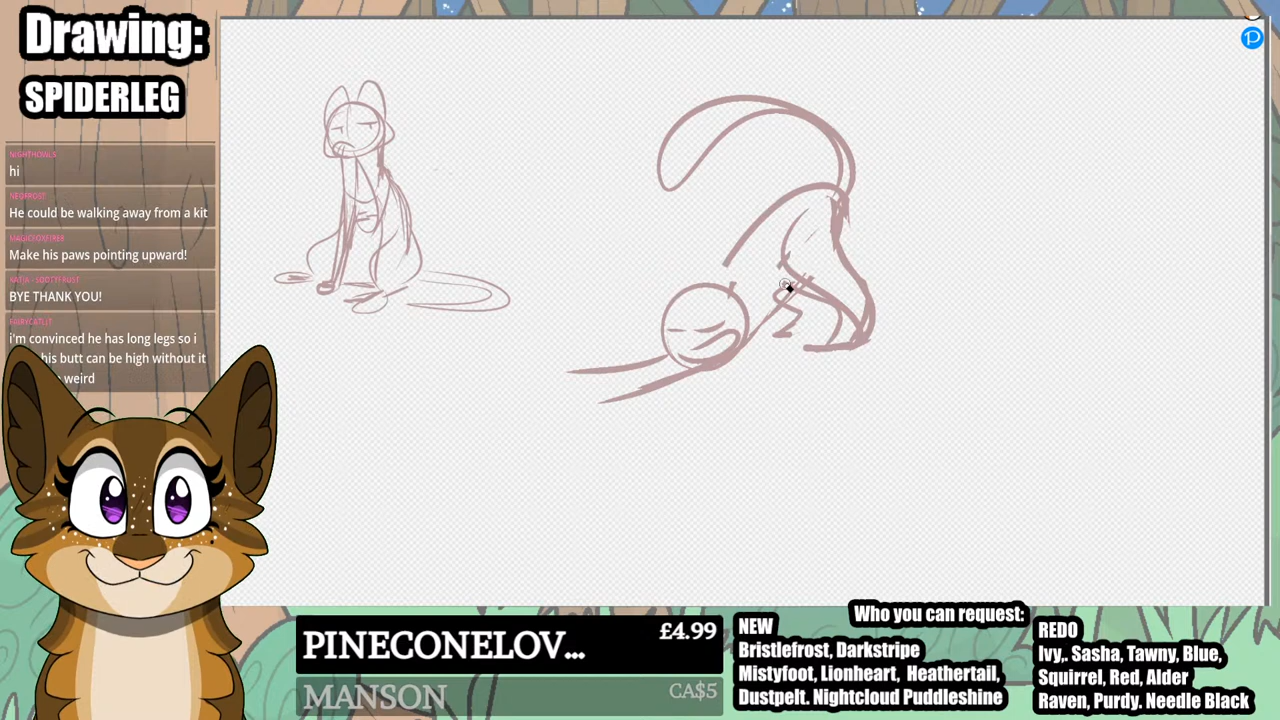 Drawing:
SPIDERLEG
NIGHTHOWLS
hi
NEOFROST
He could be walking away from a kit
MAGICFOXFIRE8
Make his paws pointing upward!
BYE THANK YOU!
i'm convinced he has long legs so i
his butt can be high without it
weird
PINECONELOV...
£4.99
MANSON
CA$5
Who you can request:
NEW
Bristlefrost, Darkstripe
Mistyfoot, Lionheart, Heathertail,
Dustpelt. Nightcloud Puddleshine
REDO
Ivy,. Sasha, Tawny, Blue,
Squirrel, Red, Alder
Raven, Purdy. Needle Black